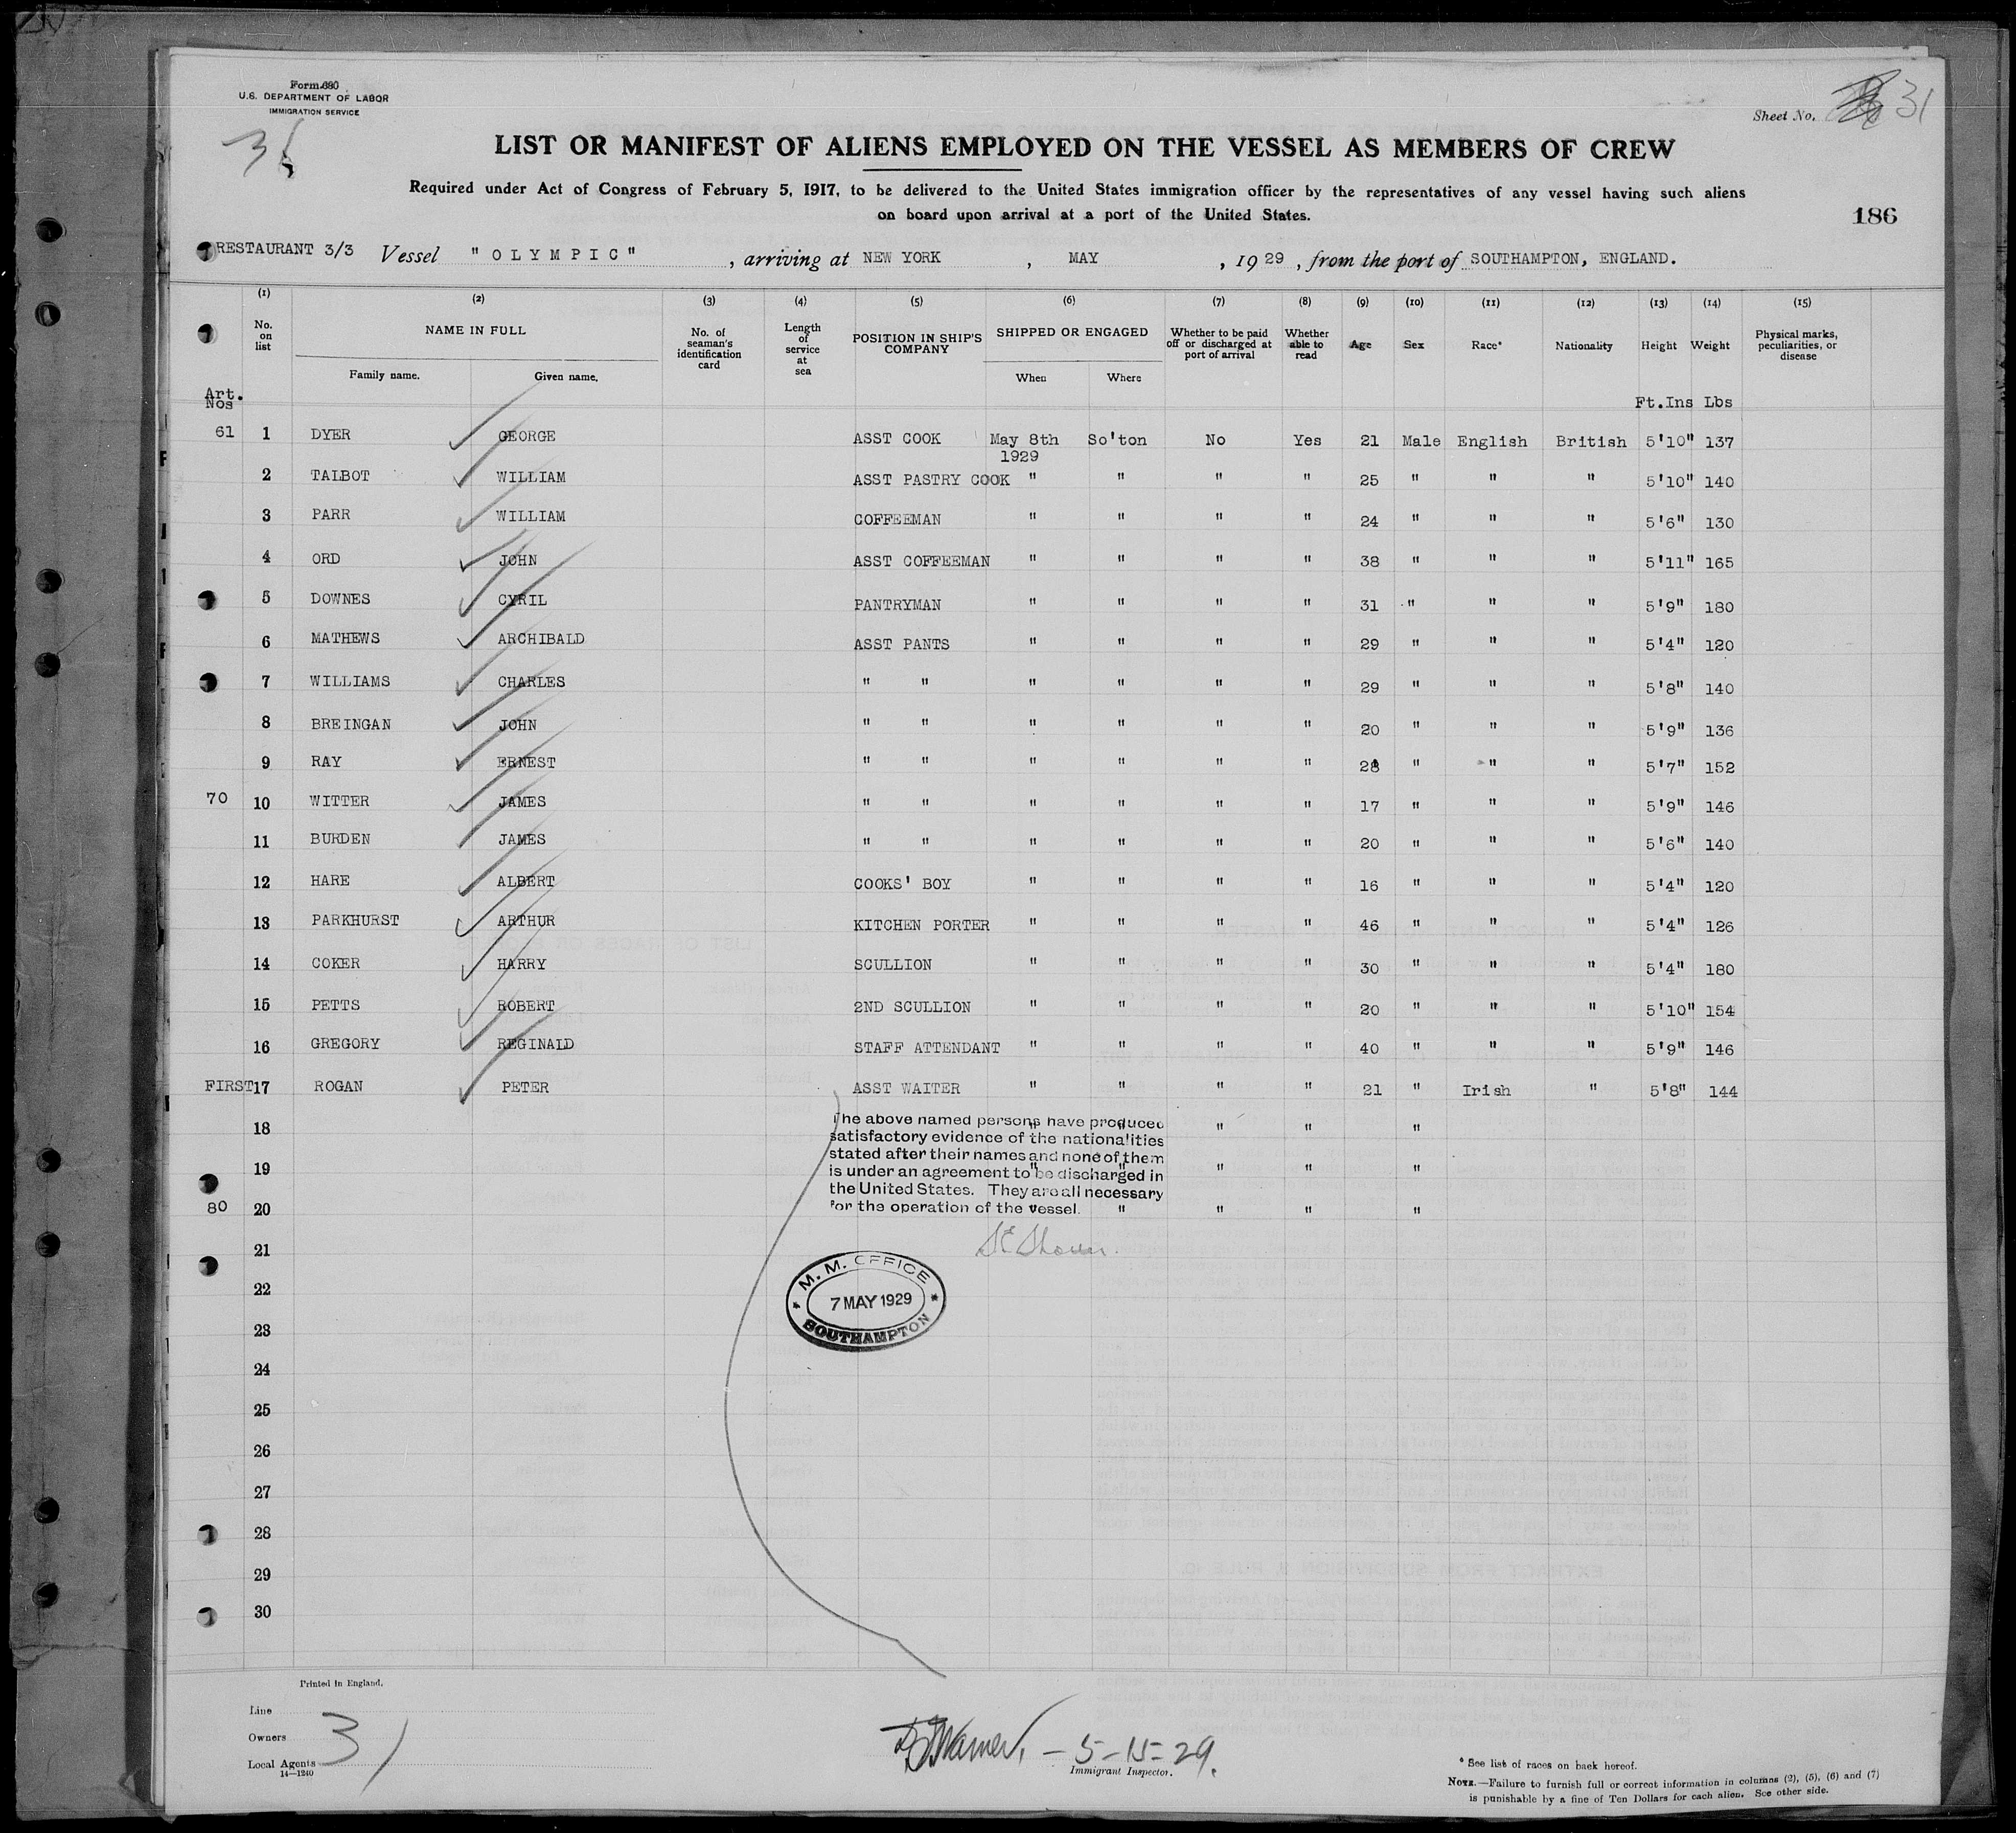 Form 680
U.S. DEPARTMENT OF LABOR
IMMIGRATION SERVICE
Sheet No. 31
LIST OR MANIFEST OF ALIENS EMPLOYED ON THE VESSEL AS MEMBERS OF CREW
Required under Act of Congress of February 5, 1917, to be delivered to the United States immigration officer by the representatives of any vessel having such aliens
on board upon arrival at a port of the United States.
186
RESTAURANT 3/3 Vessel "OLYMPIC", arriving at NEW YORK, MAY, 1929, from the port of SOUTHAMPTON, ENGLAND.
(1) (2) (3) (4) (5) (6) (7) (8) (9) (10) (11) (12) (13) (14) (15)
No. on list NAME IN FULL Family name. Given name. No. of seaman's identification card Length of service at sea POSITION IN SHIP'S COMPANY SHIPPED OR ENGAGED When Where Whether to be paid off or discharged at port of arrival Whether able to read Age Sex Race* Nationality Height Weight Physical marks, peculiarities, or disease
Art. Nos Ft.Ins Lbs
61 1 DYER GEORGE ASST COOK May 8th 1929 So'ton No Yes 21 Male English British 5'10" 137
2 TALBOT WILLIAM ASST PASTRY COOK " " " " 25 " " " 5'10" 140
3 PARR WILLIAM COFFEEMAN " " " " 24 " " " 5'6" 130
4 ORD JOHN ASST COFFEEMAN " " " " 38 " " " 5'11" 165
5 DOWNES CYRIL PANTRYMAN " " " " 31 " " " 5'9" 180
6 MATHEWS ARCHIBALD ASST PANTS " " " " 29 " " " 5'4" 120
7 WILLIAMS CHARLES " " " " " " 29 " " " 5'8" 140
8 BREINGAN JOHN " " " " " " 20 " " " 5'9" 136
9 RAY ERNEST " " " " " " " " " 5'7" 152
70 10 WITTER JAMES " " " " " " 17 " " " 5'9" 146
11 BURDEN JAMES " " " " " " 20 " " " 5'6" 140
12 HARE ALBERT COOKS' BOY " " " " 16 " " " 5'4" 120
13 PARKHURST ARTHUR KITCHEN PORTER " " " " 46 " " " 5'4" 126
14 COKER HARRY SCULLION " " " " 30 " " " 5'4" 180
15 PETTS ROBERT 2ND SCULLION " " " " 20 " " " 5'10" 154
16 GREGORY REGINALD STAFF ATTENDANT " " " " 40 " " " 5'9" 146
FIRST 17 ROGAN PETER ASST WAITER " " " " 21 " Irish " 5'8" 144
18 " " " " "
19 " " " " "
80 20 " " " "
The above named persons have produced
satisfactory evidence of the nationalities
stated after their names and none of them
is under an agreement to be discharged in
the United States. They are all necessary
for the operation of the vessel.
21
22
M. M. OFFICE
7 MAY 1929
SOUTHAMPTON
23
24
25
26
27
28
29
30
Printed in England.
Line
Owners
Local Agents
31
14—1240
5-15-29.
Immigrant Inspector.
* See list of races on back hereof.
NOTE.—Failure to furnish full or correct information in columns (2), (5), (6) and (7)
is punishable by a fine of Ten Dollars for each alien. See other side.